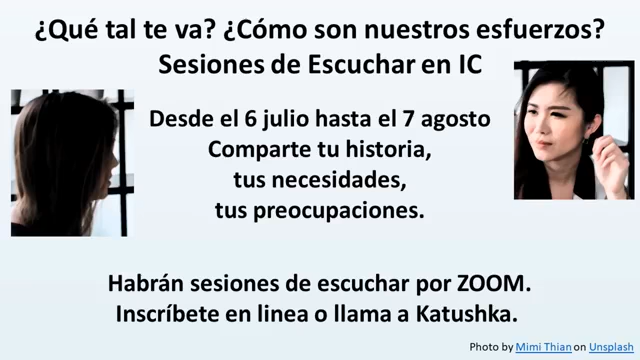 ¿Qué tal te va? ¿Cómo son nuestros esfuerzos?
Sesiones de Escuchar en IC
Desde el 6 julio hasta el 7 agosto
Comparte tu historia,
tus necesidades,
tus preocupaciones.
Habrán sesiones de escuchar por ZOOM.
Inscríbete en linea o llama a Katushka.
Photo by Mimi Thian on Unsplash